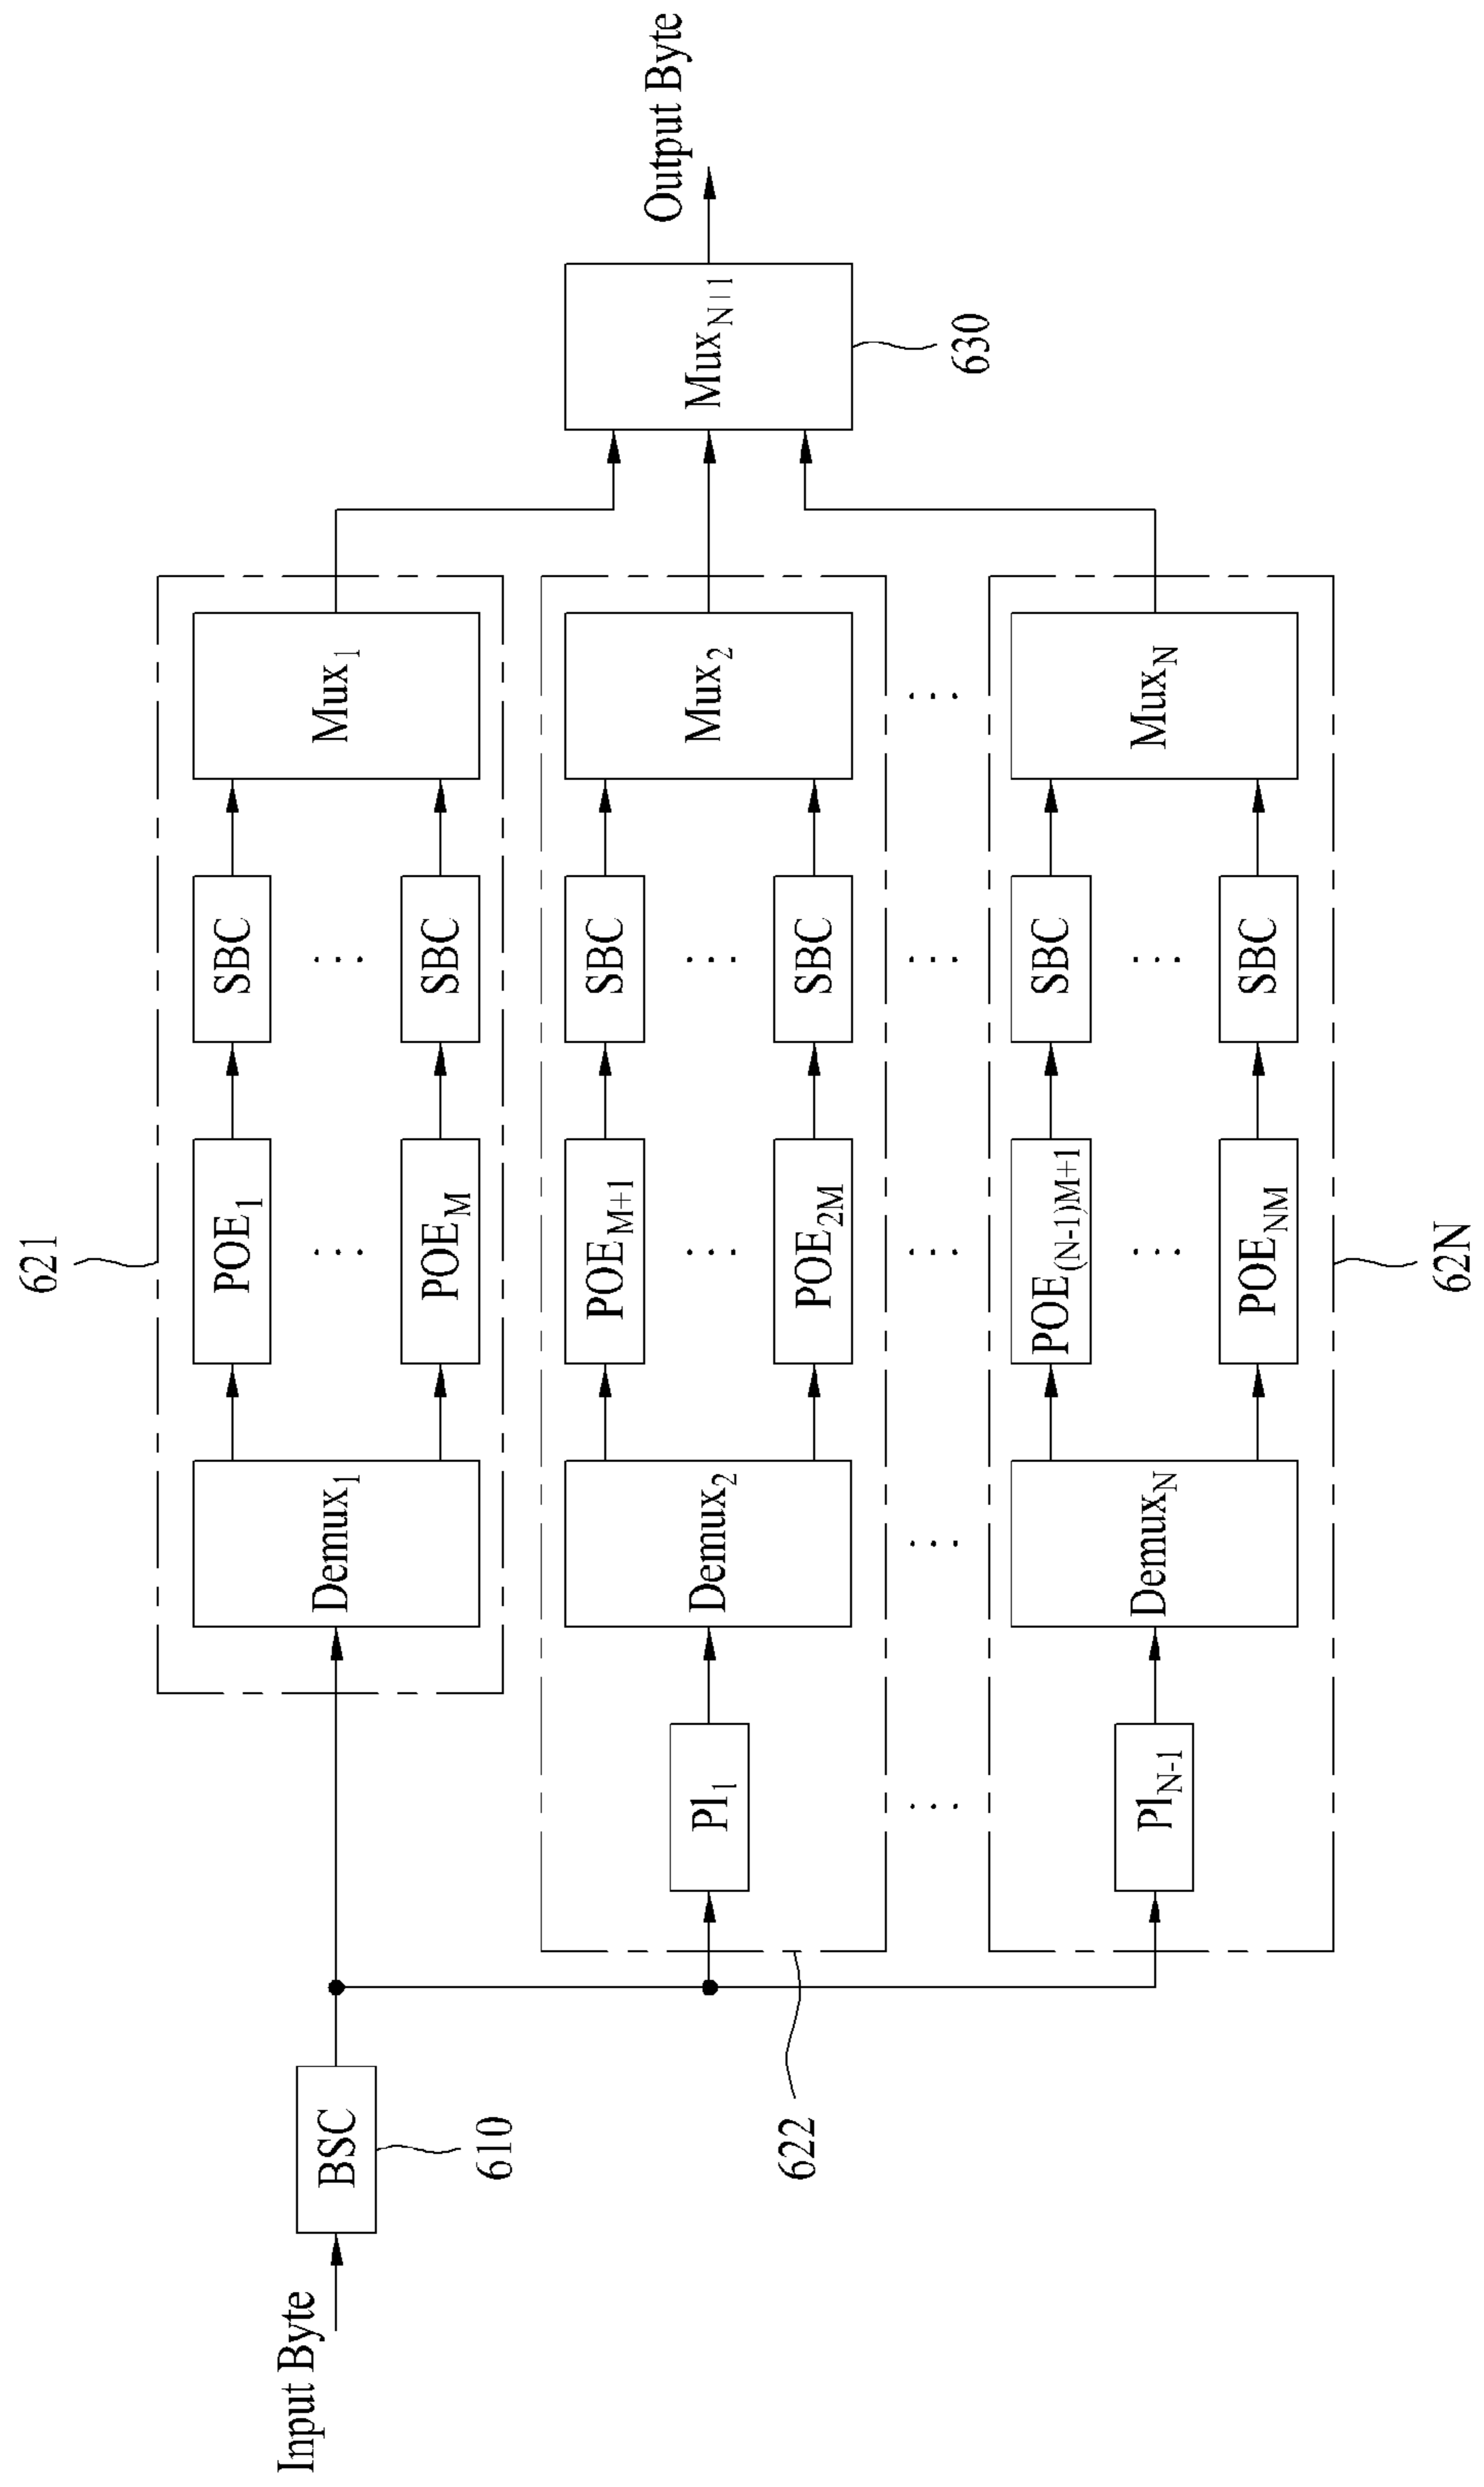 Input Byte
BSC
610
621
Demux1
POE1
SBC
...
...
POEM
SBC
Mux1
622
PI1
Demux2
POEM+1
SBC
...
...
POE2M
SBC
Mux2
...
...
...
...
...
62N
PIN-1
DemuxN
POE(N-1)M+1
SBC
...
...
POENM
SBC
MuxN
MuxN+1
630
Output Byte